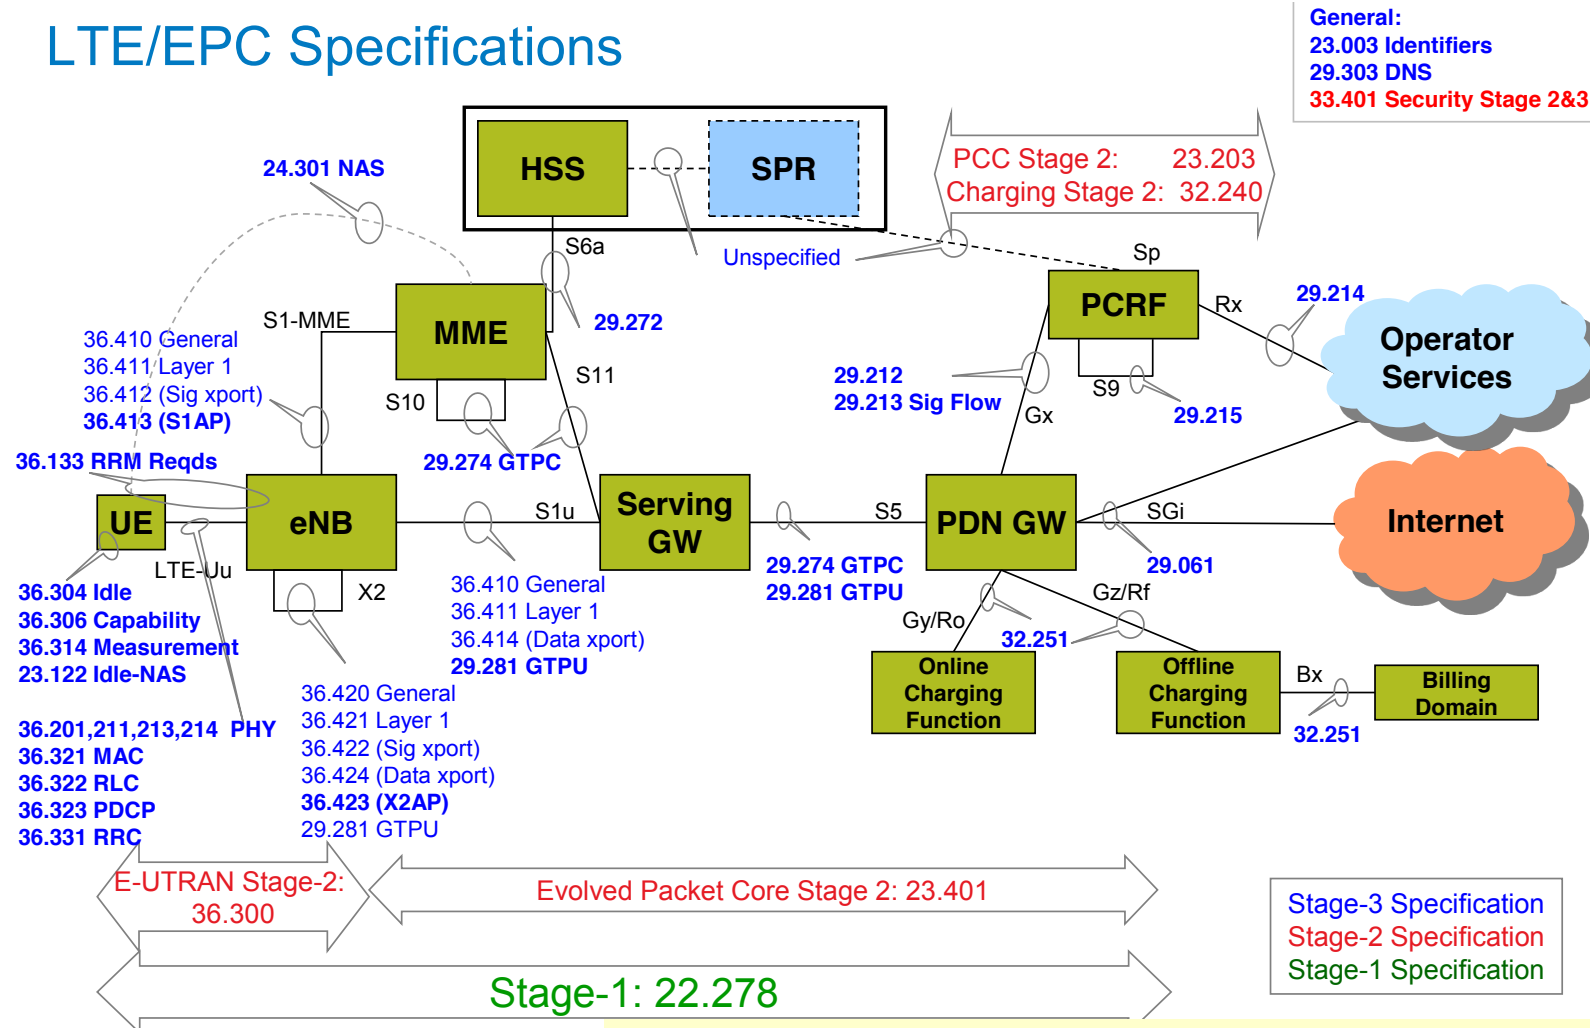 LTE/EPC Specifications
General:
23.003 Identifiers
29.303 DNS
33.401 Security Stage 2&3
24.301 NAS
HSS
SPR
PCC Stage 2: 23.203
Charging Stage 2: 32.240
S6a
Unspecified
Sp
S1-MME
MME
29.272
PCRF
Rx
29.214
Operator
Services
36.410 General
36.411 Layer 1
36.412 (Sig xport)
36.413 (S1AP)
S10
S11
29.212
29.213 Sig Flow
Gx
S9
29.215
36.133 RRM Reqds
29.274 GTPC
UE
eNB
S1u
Serving
GW
S5
PDN GW
SGi
Internet
LTE-Uu
X2
36.304 Idle
36.306 Capability
36.314 Measurement
23.122 Idle-NAS
36.410 General
36.411 Layer 1
36.414 (Data xport)
29.281 GTPU
29.274 GTPC
29.281 GTPU
29.061
Gy/Ro
Gz/Rf
32.251
Online
Charging
Function
Offline
Charging
Function
Bx
Billing
Domain
32.251
36.201,211,213,214 PHY
36.321 MAC
36.322 RLC
36.323 PDCP
36.331 RRC
36.420 General
36.421 Layer 1
36.422 (Sig xport)
36.424 (Data xport)
36.423 (X2AP)
29.281 GTPU
E-UTRAN Stage-2:
36.300
Evolved Packet Core Stage 2: 23.401
Stage-1: 22.278
Stage-3 Specification
Stage-2 Specification
Stage-1 Specification